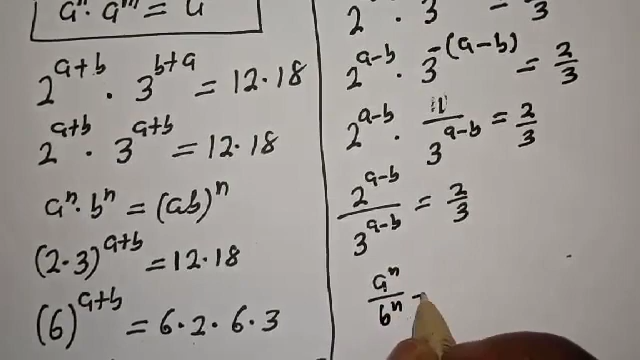 aⁿ · aᵐ = a
2^{a+b} · 3^{b+a} = 12·18
2^{a+b} · 3^{a+b} = 12·18
aⁿ · bⁿ = (ab)ⁿ
(2·3)^{a+b} = 12·18
(6)^{a+b} = 6·2·6·3
2 · 3 = /3
2^{a-b} · 3^{-(a-b)} = 2/3
2^{a-b} · 1/3^{a-b} = 2/3
2^{a-b}/3^{a-b} = 2/3
aⁿ/bⁿ -